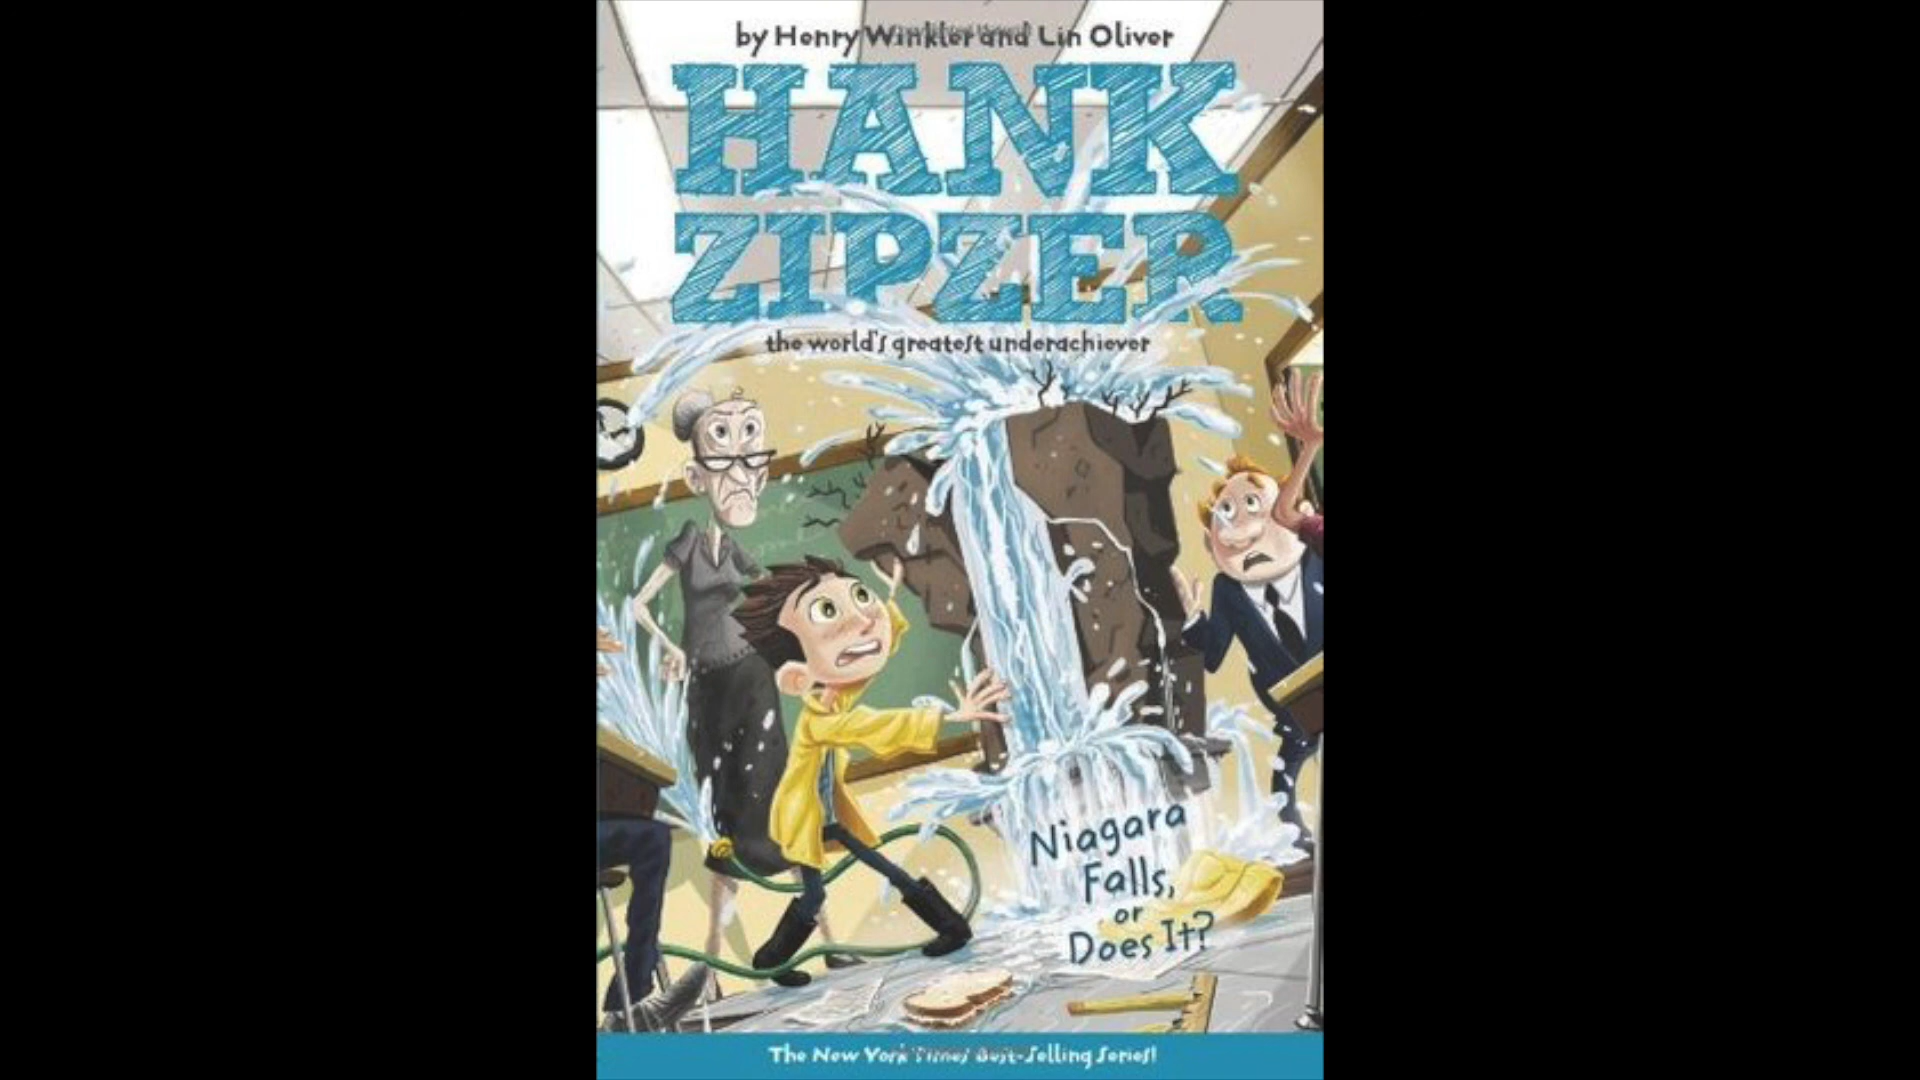 by Henry Winkler and Lin Oliver
HANK
ZIPZER
the world's greatest underachiever
Niagara
Falls,
or
Does It?
The New York Times Best-Selling Series!